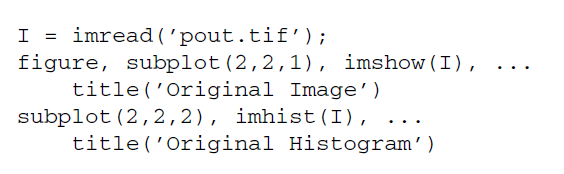 I = imread(’pout.tif’);
figure, subplot(2,2,1), imshow(I), ...
title(’Original Image’)
subplot(2,2,2), imhist(I), ...
title(’Original Histogram’)